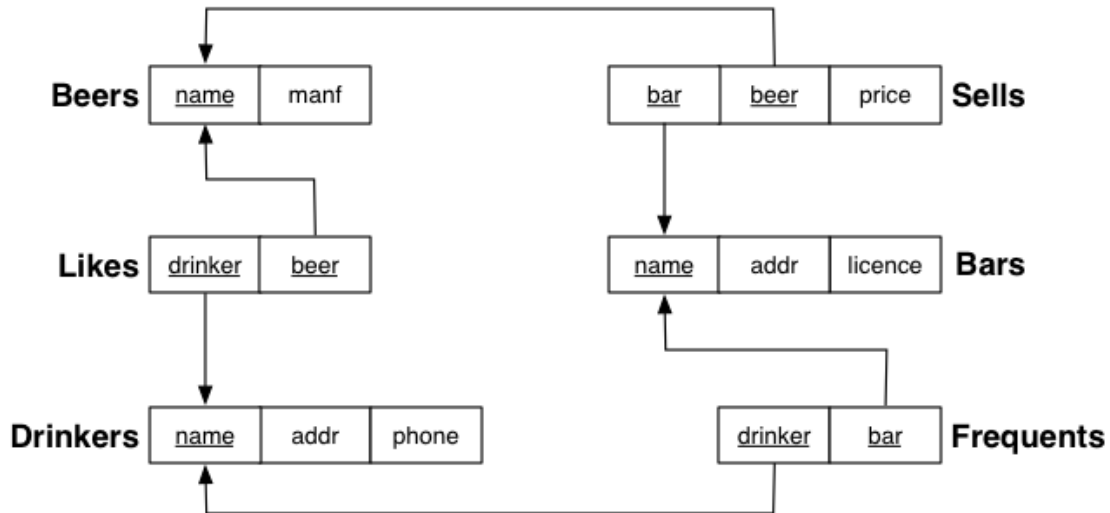 Beers name manf bar beer price Sells
Likes drinker beer name addr licence Bars
Drinkers name addr phone drinker bar Frequents